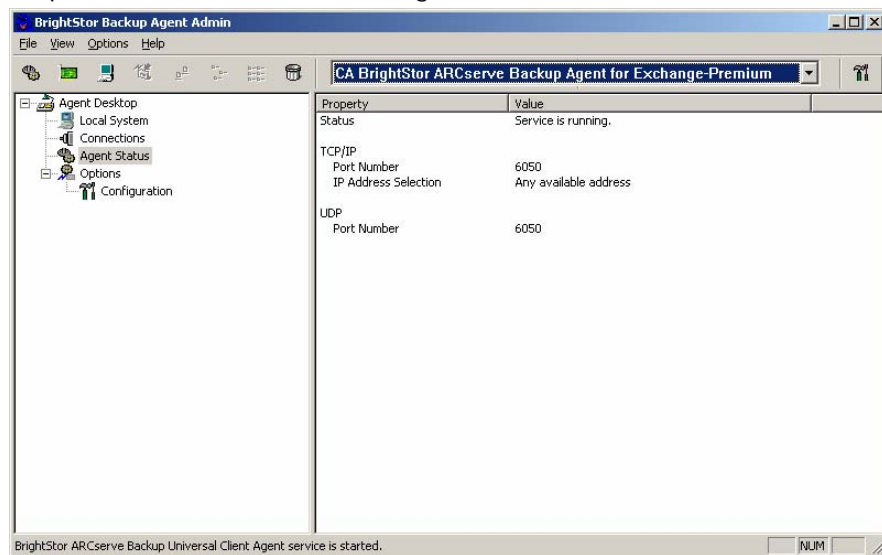 BrightStor Backup Agent Admin
File View Options Help
CA BrightStor ARCserve Backup Agent for Exchange-Premium
Agent Desktop
Local System
Connections
Agent Status
Options
Configuration
Property Value
Status Service is running.
TCP/IP
Port Number 6050
IP Address Selection Any available address
UDP
Port Number 6050
BrightStor ARCserve Backup Universal Client Agent service is started. NUM